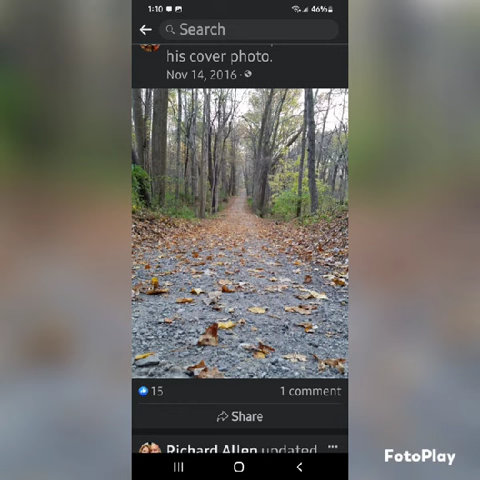 1:10 46%
Search
his cover photo.
Nov 14, 2016 ·
15 1 comment
Share
Richard Allen updated ...
FotoPlay